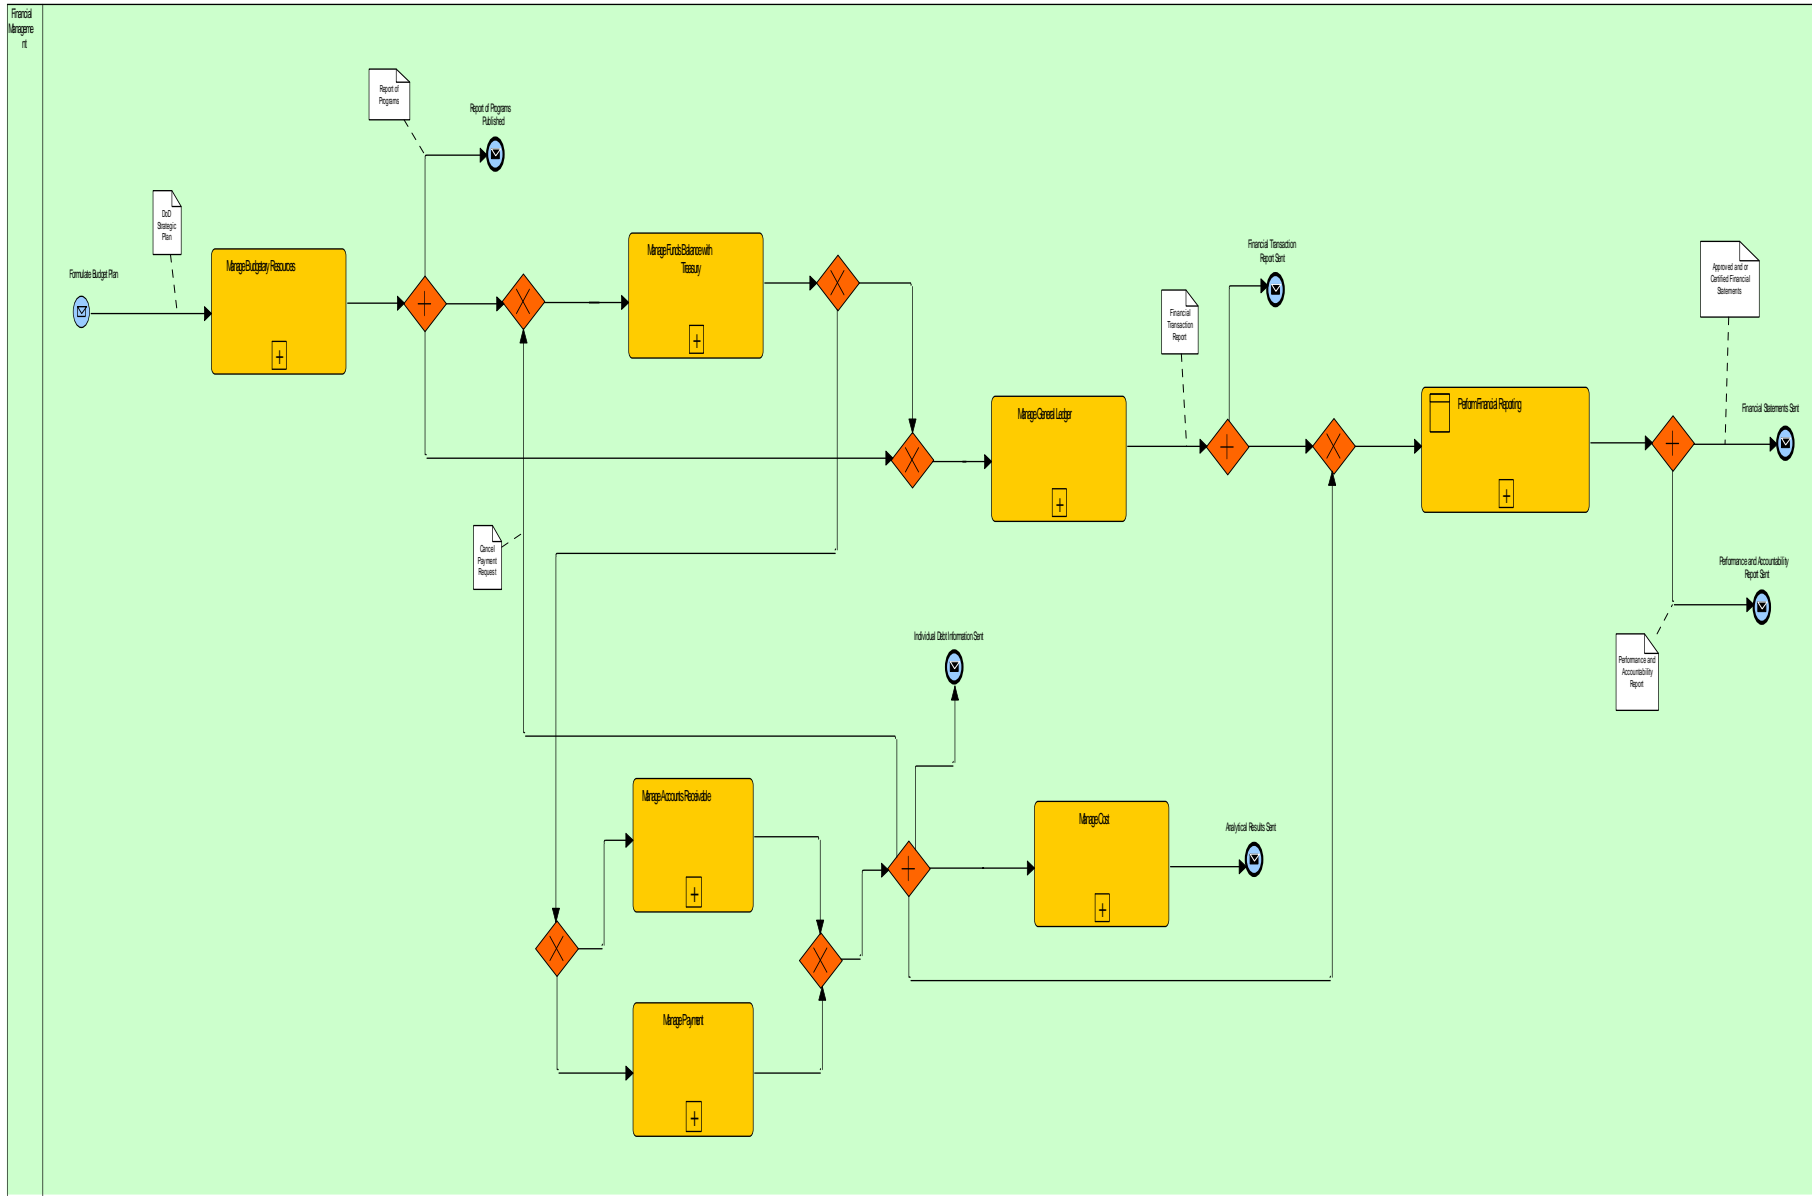 Financial
Manageme
nt
Report of
Programs
Report of Programs
Published
DoD
Strategic
Plan
Formulate Budget Plan
Manage Budgetary Resources
Manage Funds Balance with
Treasury
Financial Transaction
Report Sent
Financial
Transaction
Report
Approved and or
Certified Financial
Statements
Manage General Ledger
Perform Financial Reporting
Financial Statements Sent
Cancel
Payment
Request
Performance and Accountability
Report Sent
Individual Debt Information Sent
Performance and
Accountability
Report
Manage Accounts Receivable
Manage Cost
Analytical Results Sent
Manage Payment